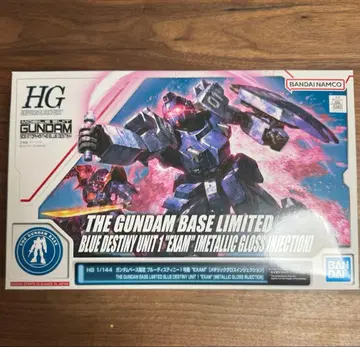 HG
BANDAI NAMCO
GUNDAM
THE GUNDAM BASE LIMITED
BLUE DESTINY UNIT 1 "EXAM" [METALLIC GLOSS INJECTION]
HG 1/144 ガンダムベース限定 ブルーディスティニー1号機 "EXAM" [メタリックグロスインジェクション]
THE GUNDAM BASE LIMITED BLUE DESTINY UNIT 1 "EXAM" [METALLIC GLOSS INJECTION]
THE GUNDAM BASE
BANDAI